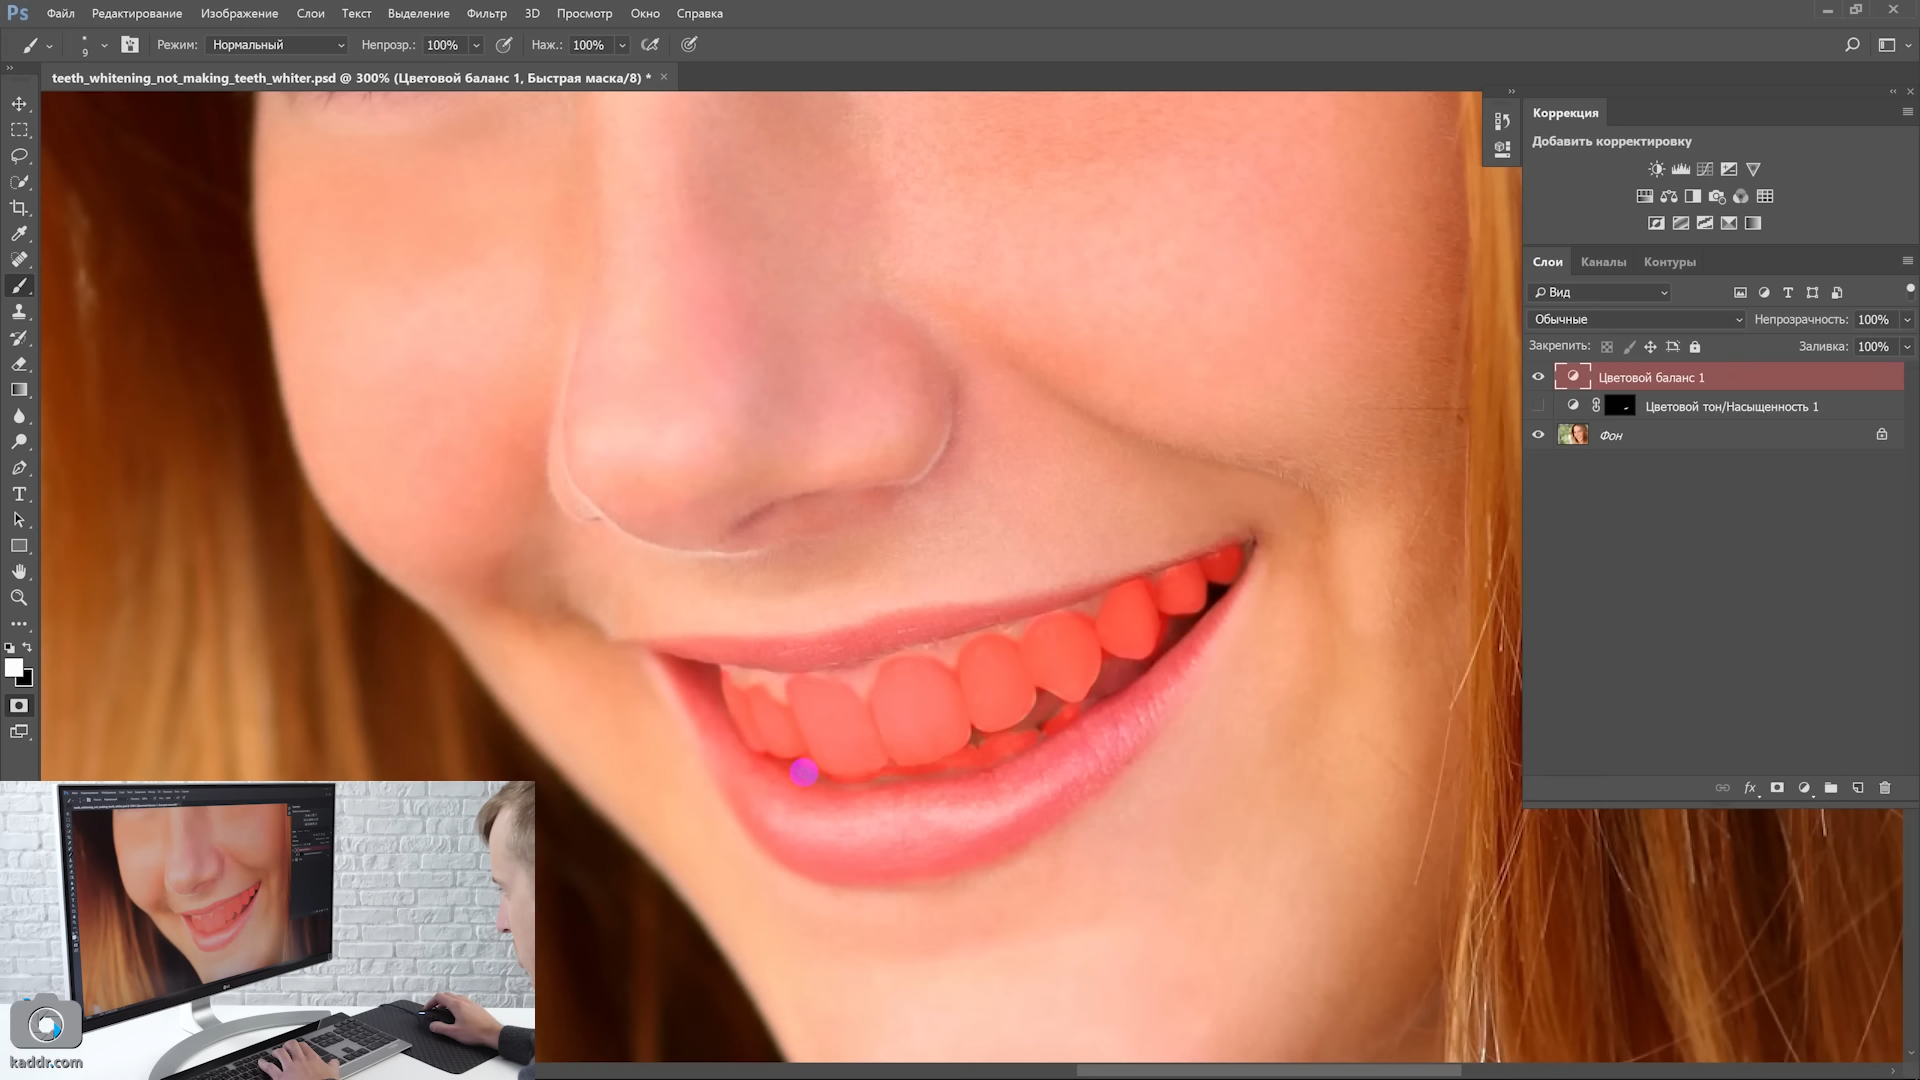 Ps Файл Редактирование Изображение Слои Текст Выделение Фильтр 3D Просмотр Окно Справка
9 Режим: Нормальный Непрозр.: 100% Наж.: 100%
teeth_whitening_not_making_teeth_whiter.psd @ 300% (Цветовой баланс 1, Быстрая маска/8) * ×
Коррекция
Добавить корректировку
Слои Каналы Контуры
Вид
Обычные Непрозрачность: 100%
Закрепить: Заливка: 100%
Цветовой баланс 1
Цветовой тон/Насыщенность 1
Фон
fx
kaddr.com